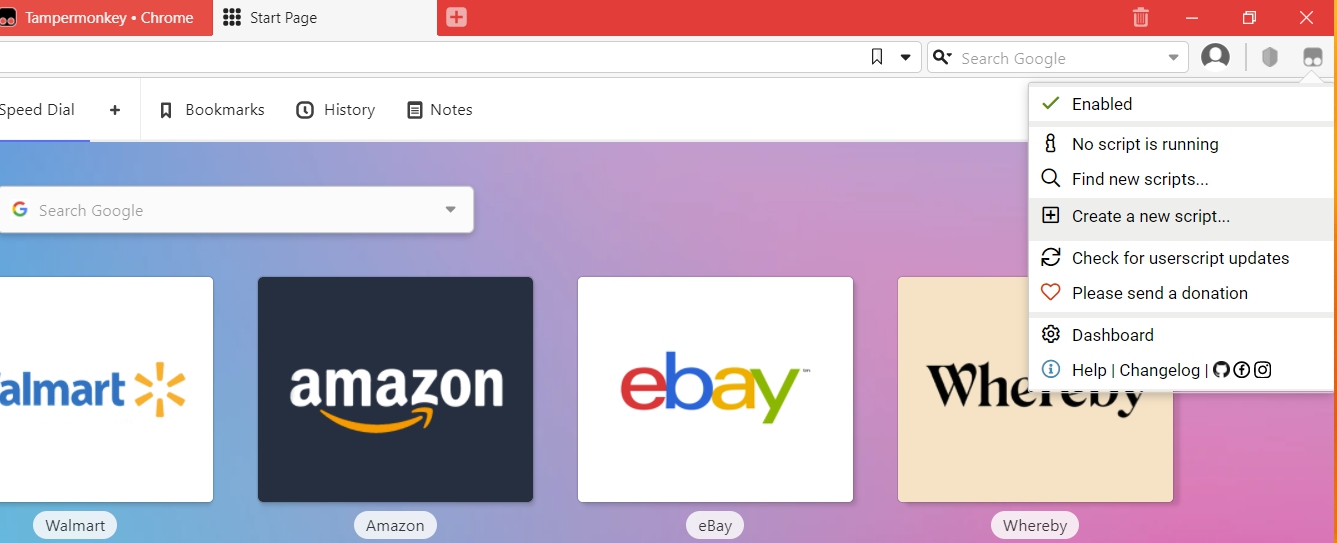 Tampermonkey • Chrome
Start Page
Search Google
Speed Dial
Bookmarks
History
Notes
Enabled
No script is running
Find new scripts...
Create a new script...
Check for userscript updates
Please send a donation
Dashboard
Help | Changelog |
Search Google
almart
amazon
ebay
Whereby
Walmart
Amazon
eBay
Whereby